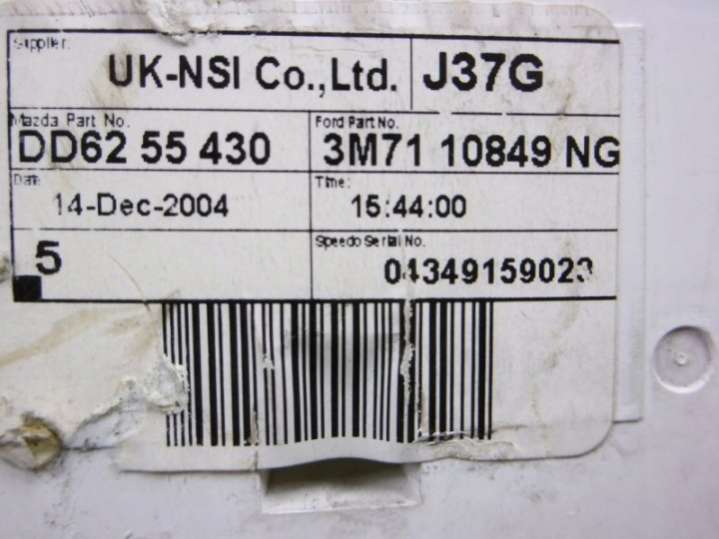 Supplier:
UK-NSI Co.,Ltd. J37G
Mazda Part No. Ford Part No.
DD62 55 430 3M71 10849 NG
Date Time:
14-Dec-2004 15:44:00
5 Speedo Serial No.
04349159023